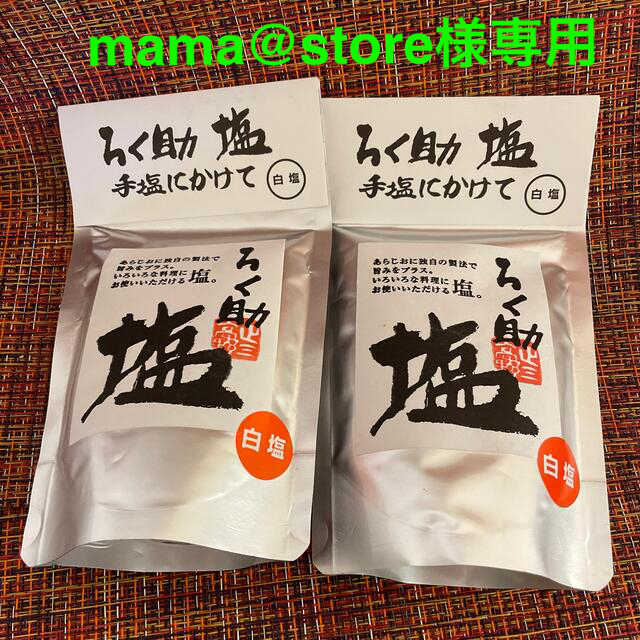 mama@store様専用
ろく助 塩
手塩にかけて 白塩
あらじおに独自の製法で
旨みをプラス。
いろいろな料理に
お使いいただける塩。
ろく助
塩
白塩
ろく助 塩
手塩にかけて 白塩
あらじおに独自の製法で
旨みをプラス。
いろいろな料理に
お使いいただける塩。
ろく助
塩
白塩